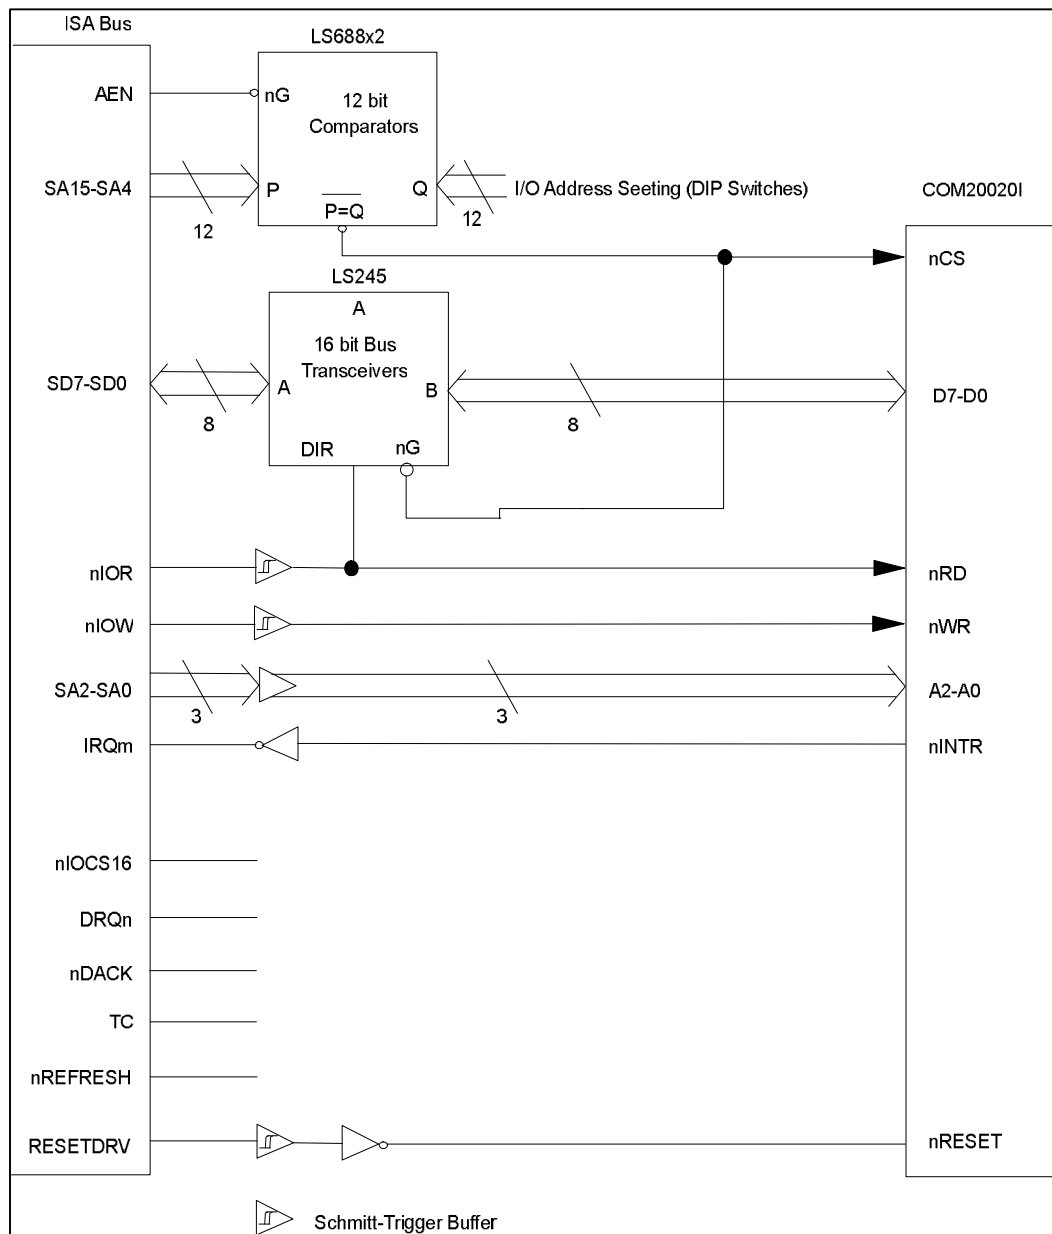 ISA Bus
LS688x2
AEN
nG
12 bit
Comparators
SA15-SA4
P
Q
I/O Address Seeting (DIP Switches)
COM20020I
12
P=Q
12
nCS
LS245
A
16 bit Bus
Transceivers
SD7-SD0
A
B
D7-D0
8
8
DIR
nG
nIOR
nRD
nIOW
nWR
SA2-SA0
A2-A0
3
3
IRQm
nINTR
nIOCS16
DRQn
nDACK
TC
nREFRESH
RESETDRV
nRESET
Schmitt-Trigger Buffer